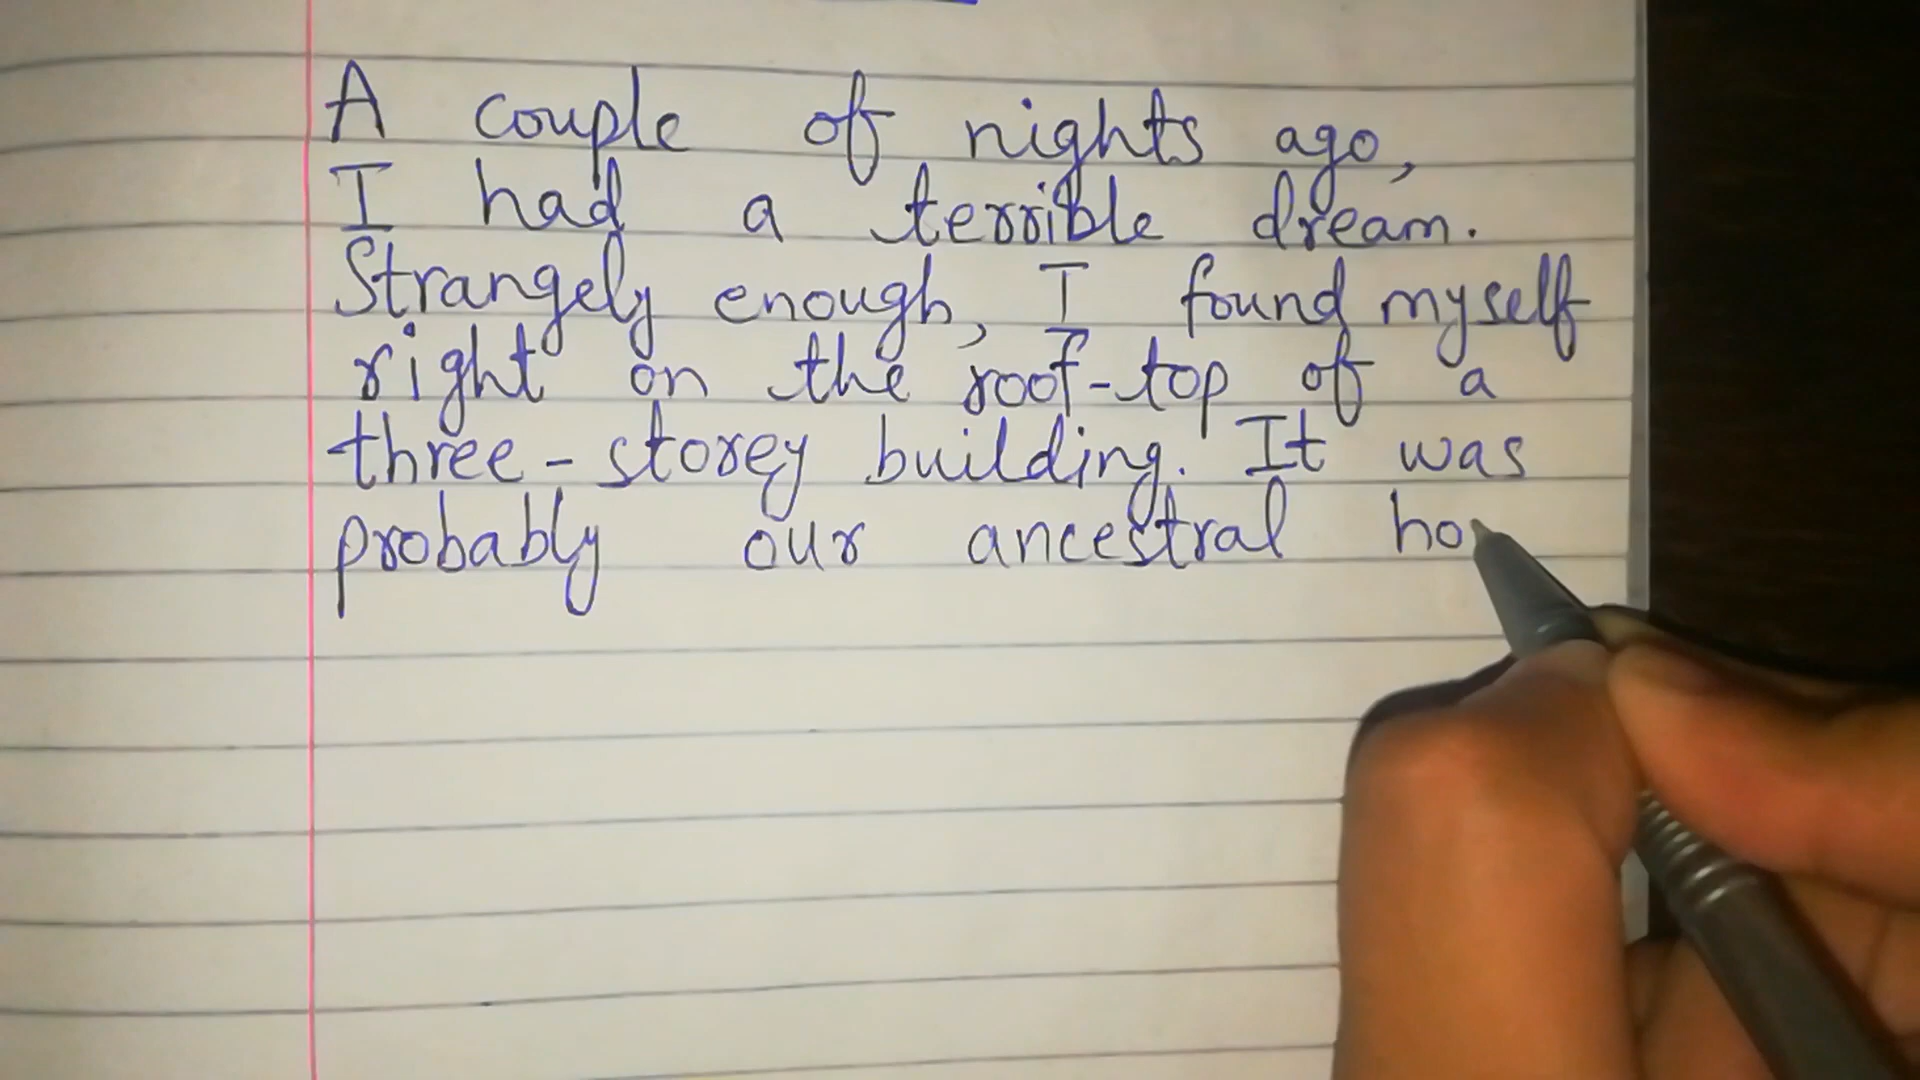 A couple of nights ago,
I had a terrible dream.
Strangely enough, I found myself
right on the roof-top of a
three-storey building. It was
probably our ancestral ho